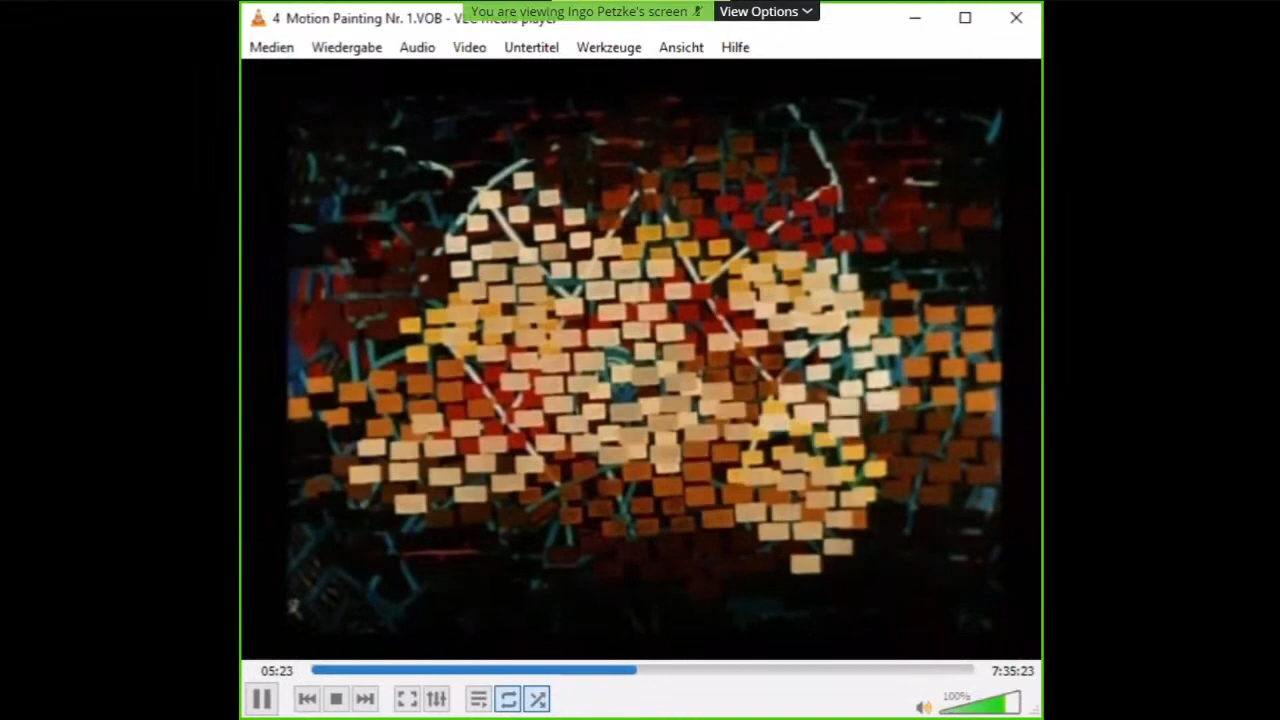 You are viewing Ingo Petzke's screen
View Options
4 Motion Painting Nr. 1.VOB - VLC media player
Medien Wiedergabe Audio Video Untertitel Werkzeuge Ansicht Hilfe
05:23
7:35:23
100%